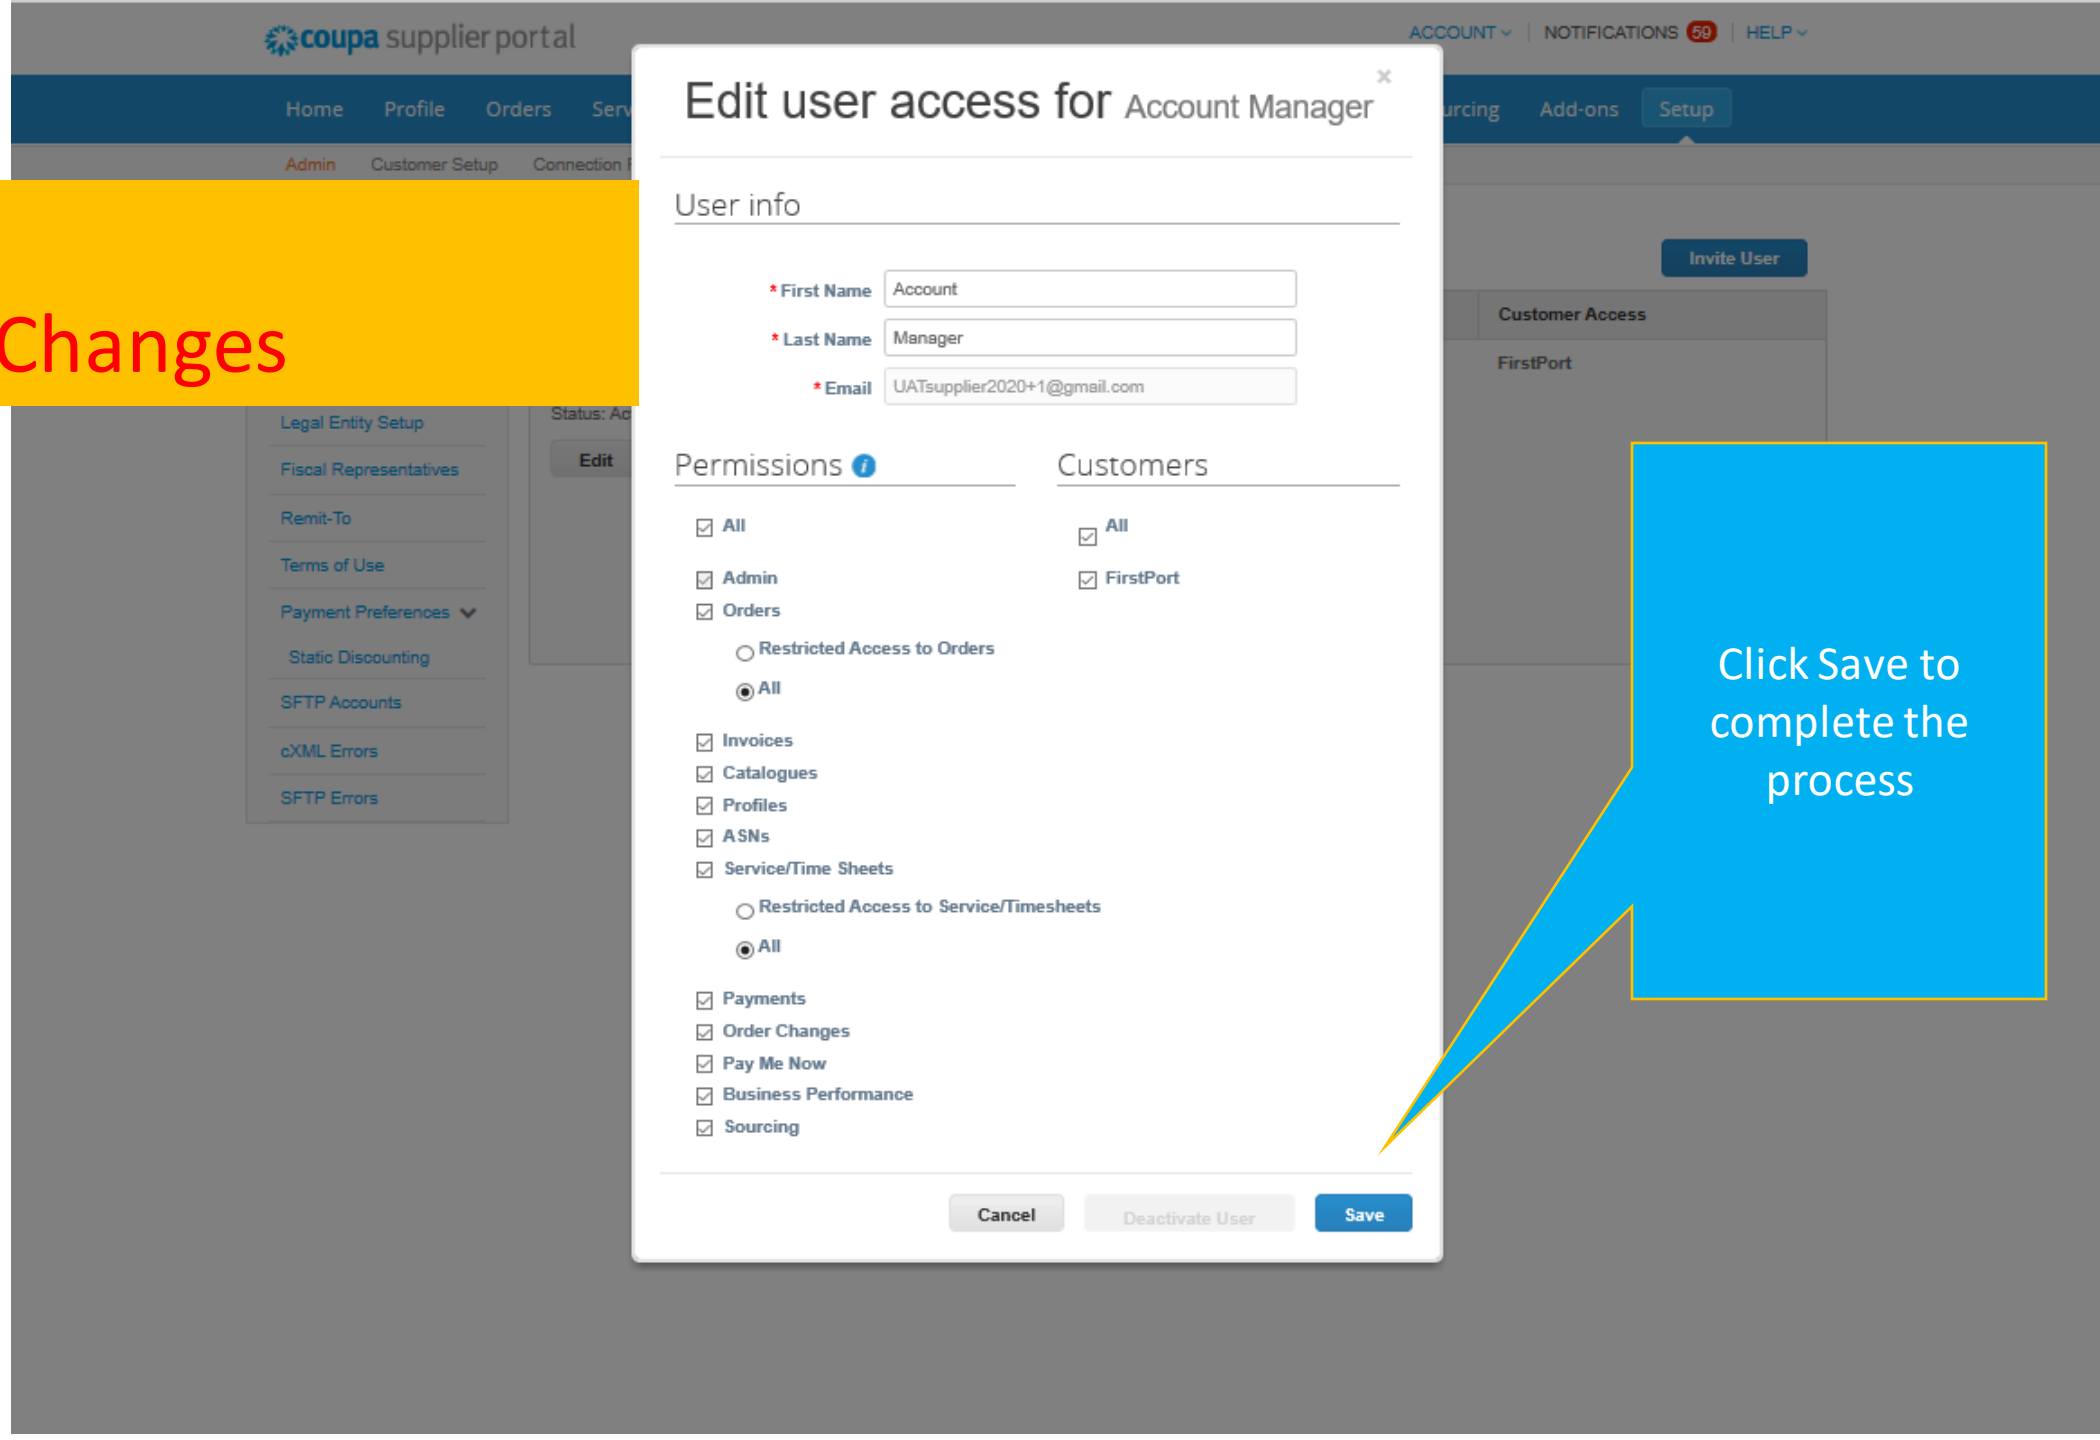 coupa supplier portal
ACCOUNT
NOTIFICATIONS 59
HELP
Home Profile Orders
Add-ons Setup
Admin Customer Setup Connection
Changes
Invite User
Customer Access
FirstPort
Status:
Edit
Legal Entity Setup
Fiscal Representatives
Remit-To
Terms of Use
Payment Preferences
Static Discounting
SFTP Accounts
cXML Errors
SFTP Errors
Edit user access for Account Manager
×
User info
* First Name Account
* Last Name Manager
* Email UATsupplier2020+1@gmail.com
Permissions i
Customers
All
All
Admin
FirstPort
Orders
Restricted Access to Orders
All
Invoices
Catalogues
Profiles
ASNs
Service/Time Sheets
Restricted Access to Service/Timesheets
All
Payments
Order Changes
Pay Me Now
Business Performance
Sourcing
Cancel Deactivate User Save
Click Save to
complete the
process